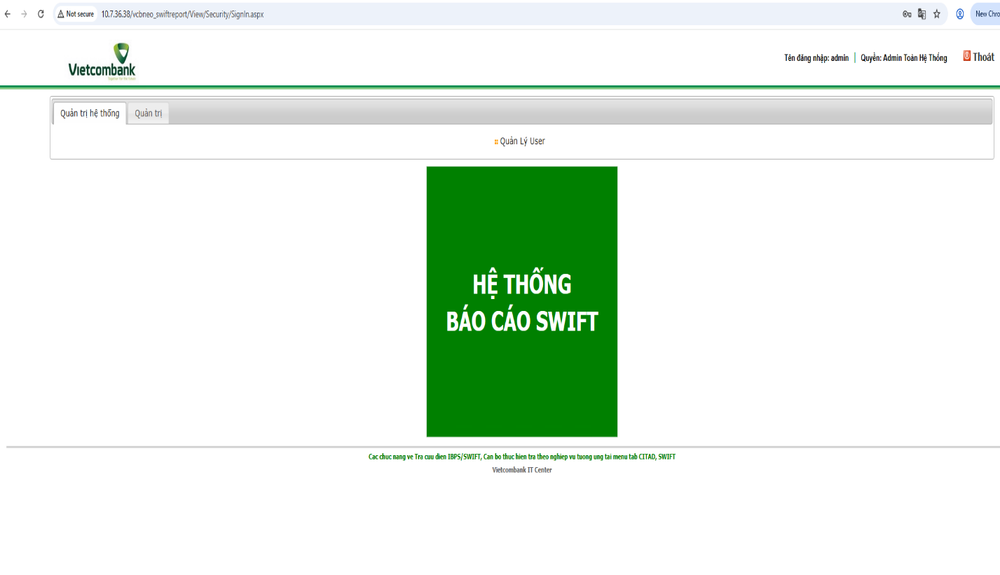 Not secure 10.7.36.38/vcbneo_swiftreport/View/Security/SignIn.aspx New Chro
Vietcombank
Together for the future
Tên đăng nhập: admin | Quyền: Admin Toàn Hệ Thống Thoát
Quản trị hệ thống Quản trị
Quản Lý User
HỆ THỐNG
BÁO CÁO SWIFT
Cac chuc nang ve Tra cuu dien IBPS/SWIFT, Can bo thuc hien tra theo nghiep vu tuong ung tai menu tab CITAD, SWIFT
Vietcombank IT Center